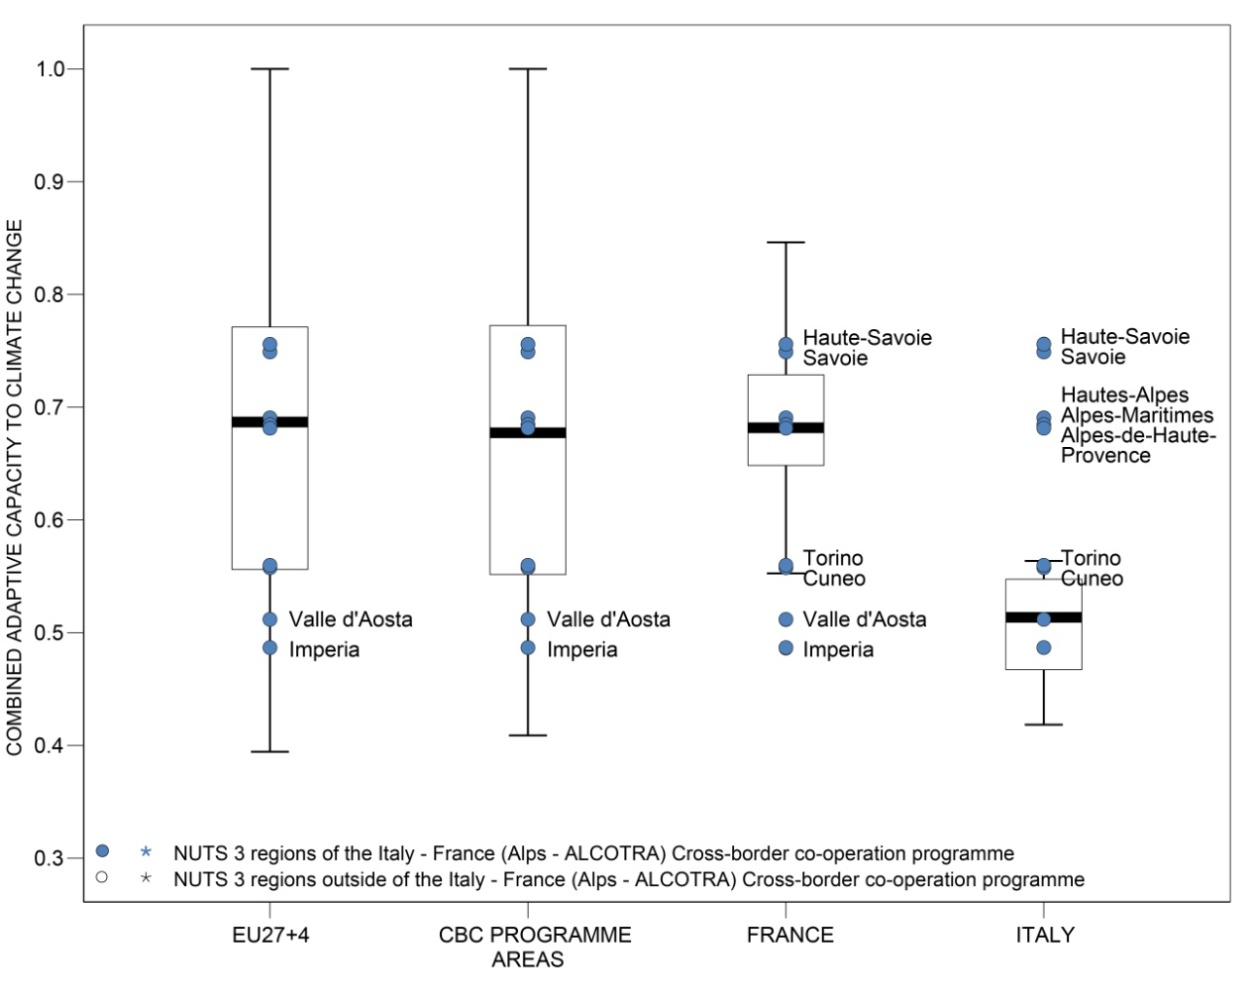 COMBINED ADAPTIVE CAPACITY TO CLIMATE CHANGE
1.0
0.9
0.8
0.7
0.6
0.5
0.4
0.3
Valle d'Aosta
Imperia
Valle d'Aosta
Imperia
Haute-Savoie
Savoie
Torino
Cuneo
Valle d'Aosta
Imperia
Haute-Savoie
Savoie
Hautes-Alpes
Alpes-Maritimes
Alpes-de-Haute-
Provence
Torino
Cuneo
NUTS 3 regions of the Italy - France (Alps - ALCOTRA) Cross-border co-operation programme
NUTS 3 regions outside of the Italy - France (Alps - ALCOTRA) Cross-border co-operation programme
EU27+4
CBC PROGRAMME
AREAS
FRANCE
ITALY